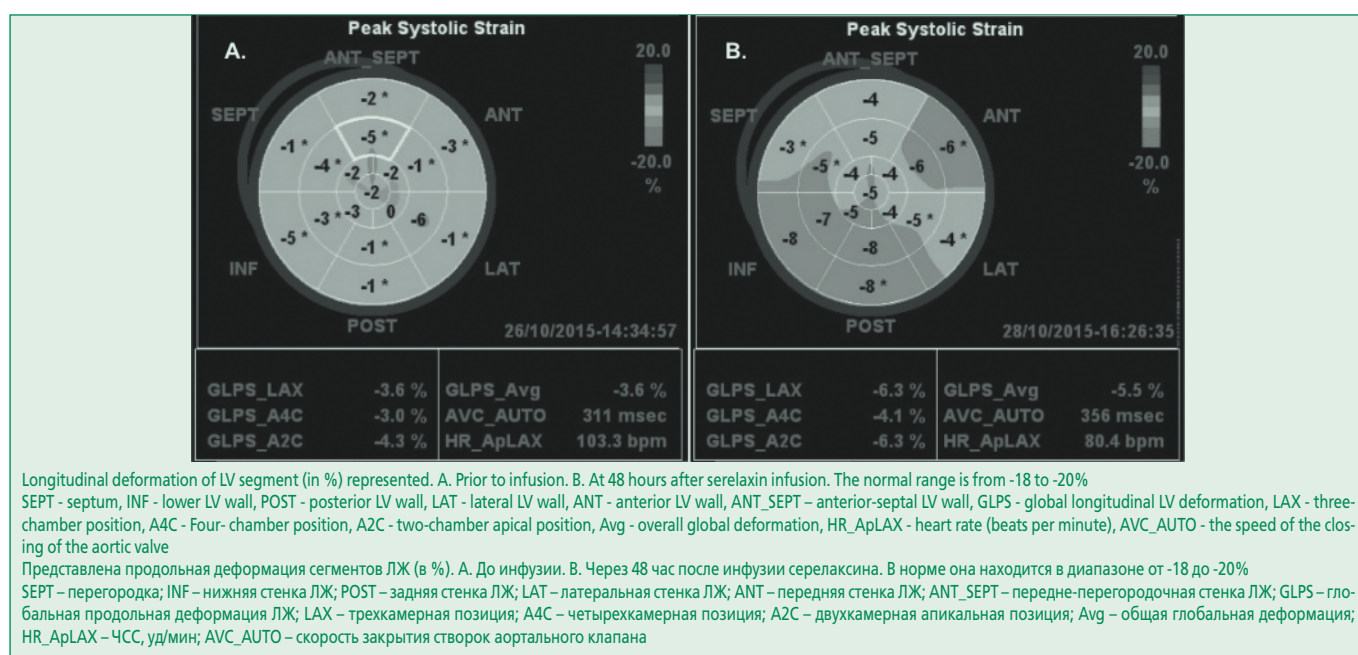 Peak Systolic Strain
A.
ANT_SEPT
20.0
SEPT
ANT
-2 *
-5 *
-1 *
-3 *
-4 *
-1 *
-2
-2
-20.0
%
-2
-3 *
-3
0
-6
-5 *
-1 *
-1 *
-1 *
INF
LAT
POST
26/10/2015-14:34:57
GLPS_LAX -3.6 % GLPS_Avg -3.6 %
GLPS_A4C -3.0 % AVC_AUTO 311 msec
GLPS_A2C -4.3 % HR_ApLAX 103.3 bpm
Peak Systolic Strain
B.
ANT_SEPT
20.0
SEPT
ANT
-4
-5
-3 *
-6 *
-5 *
-6
-4
-4
-20.0
%
-5
-7
-5
-4
-5 *
-8
-4 *
-8
-8 *
INF
LAT
POST
28/10/2015-16:26:35
GLPS_LAX -6.3 % GLPS_Avg -5.5 %
GLPS_A4C -4.1 % AVC_AUTO 356 msec
GLPS_A2C -6.3 % HR_ApLAX 80.4 bpm
Longitudinal deformation of LV segment (in %) represented. A. Prior to infusion. B. At 48 hours after serelaxin infusion. The normal range is from -18 to -20%
SEPT - septum, INF - lower LV wall, POST - posterior LV wall, LAT - lateral LV wall, ANT - anterior LV wall, ANT_SEPT – anterior-septal LV wall, GLPS - global longitudinal LV deformation, LAX - three-
chamber position, A4C - Four- chamber position, A2C - two-chamber apical position, Avg - overall global deformation, HR_ApLAX - heart rate (beats per minute), AVC_AUTO - the speed of the clos-
ing of the aortic valve
Представлена продольная деформация сегментов ЛЖ (в %). А. До инфузии. В. Через 48 час после инфузии серелаксина. В норме она находится в диапазоне от -18 до -20%
SEPT – перегородка; INF – нижняя стенка ЛЖ; POST – задняя стенка ЛЖ; LAT – латеральная стенка ЛЖ; ANT – передняя стенка ЛЖ; ANT_SEPT – передне-перегородочная стенка ЛЖ; GLPS – гло-
бальная продольная деформация ЛЖ; LAX – трехкамерная позиция; A4C – четырехкамерная позиция; A2C – двухкамерная апикальная позиция; Avg – общая глобальная деформация;
HR_ApLAX – ЧСС, уд/мин; AVC_AUTO – скорость закрытия створок аортального клапана